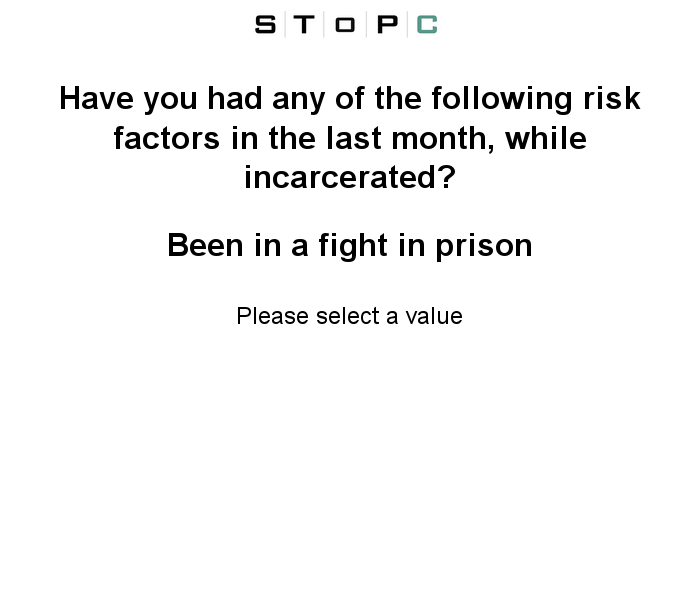 STOPC
Have you had any of the following risk
factors in the last month, while
incarcerated?
Been in a fight in prison
Please select a value